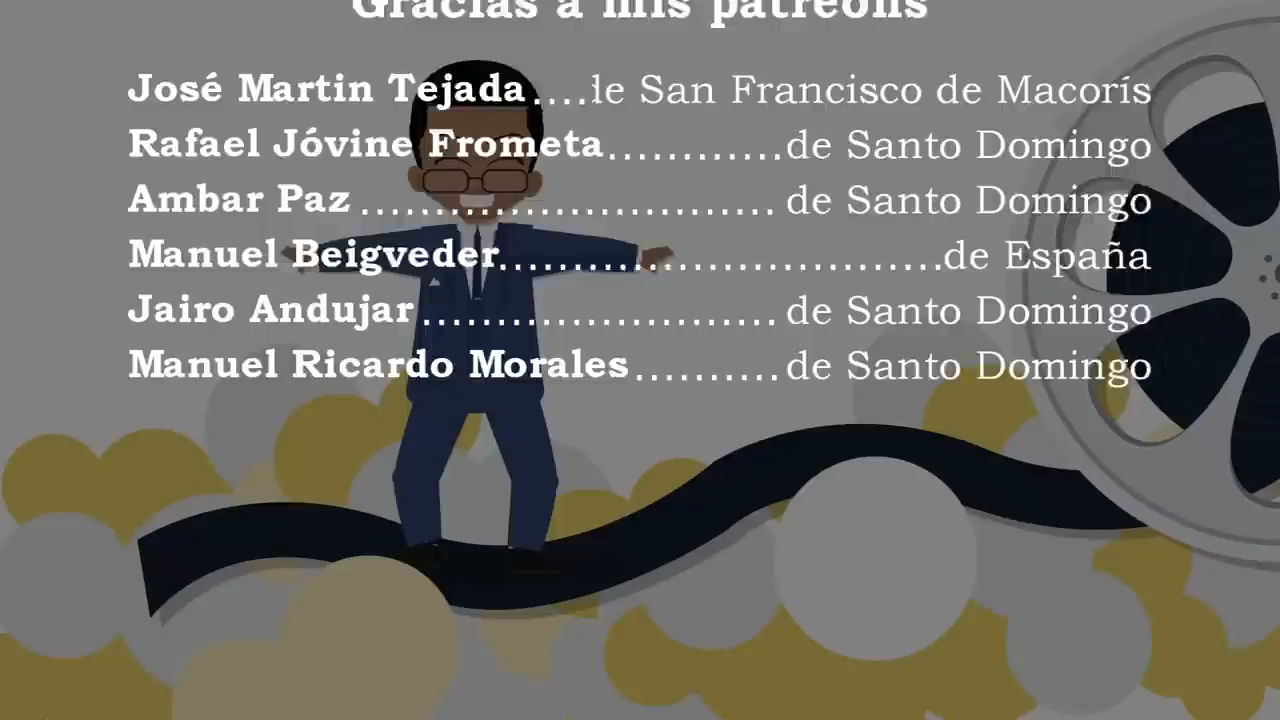 Gracias a mis patreons
José Martin Tejada....de San Francisco de Macorís
Rafael Jóvine Frometa............de Santo Domingo
Ambar Paz ............................ de Santo Domingo
Manuel Beigveder..............................de España
Jairo Andujar ........................ de Santo Domingo
Manuel Ricardo Morales..........de Santo Domingo